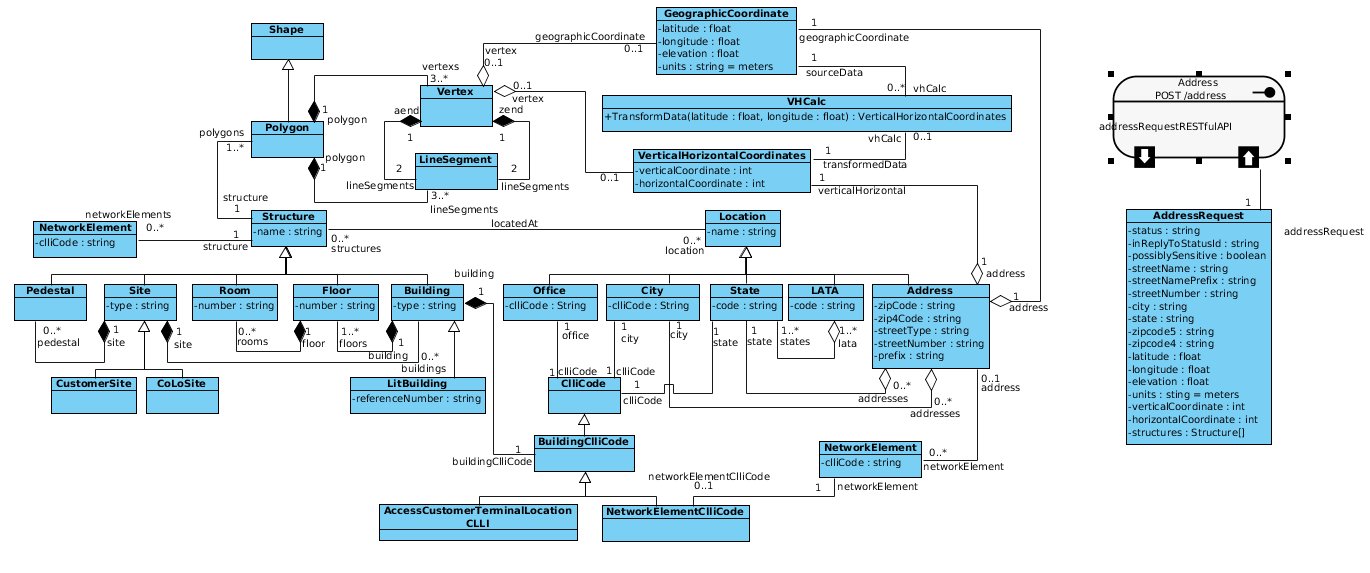 Shape
Polygon
1
polygon
polygon
1
polygons
1..*
structure
1
vertexs
3..*
Vertex
aend
zend
1
1
LineSegment
2
2
lineSegments
lineSegments
3..*
lineSegments
vertex
0..1
0..1
vertex
geographicCoordinate
0..1
GeographicCoordinate
-latitude : float
-longitude : float
-elevation : float
-units : string = meters
1
geographicCoordinate
1
sourceData
0..*
vhCalc
VHCalc
+TransformData(latitude : float, longitude : float) : VerticalHorizontalCoordinates
vhCalc
0..1
1
transformedData
VerticalHorizontalCoordinates
-verticalCoordinate : int
-horizontalCoordinate : int
0..1
1
verticalHorizontal
Address
POST /address
addressRequestRESTfulAPI
1
addressRequest
AddressRequest
-status : string
-inReplyToStatusId : string
-possiblySensitive : boolean
-streetName : string
-streetNamePrefix : string
-streetNumber : string
-city : string
-state : string
-zipcode5 : string
-zipcode4 : string
-latitude : float
-longitude : float
-elevation : float
-units : sting = meters
-verticalCoordinate : int
-horizontalCoordinate : int
-structures : Structure[]
networkElements
0..*
NetworkElement
-clliCode : string
1
structure
Structure
-name : string
0..*
structures
locatedAt
0..*
location
Location
-name : string
Pedestal
Site
-type : string
Room
-number : string
Floor
-number : string
Building
-type : string
building
1
0..*
pedestal
1
site
1
site
0..*
rooms
1
floor
1..*
floors
1
building
0..*
buildings
CustomerSite
CoLoSite
LitBuilding
-referenceNumber : string
Office
-clliCode : String
City
-clliCode : String
State
-code : string
LATA
-code : string
Address
-zipCode : string
-zip4Code : string
-streetType : string
-streetNumber : string
-prefix : string
1
address
1
address
1
office
1
city
1
city
1
state
1
state
1..*
states
1..*
lata
1
clliCode
1
clliCode
1
clliCode
ClliCode
0..*
addresses
0..*
addresses
0..1
address
BuildingClliCode
1
buildingClliCode
NetworkElement
-clliCode : string
0..*
networkElement
1
networkElement
networkElementClliCode
0..1
AccessCustomerTerminalLocation
CLLI
NetworkElementClliCode